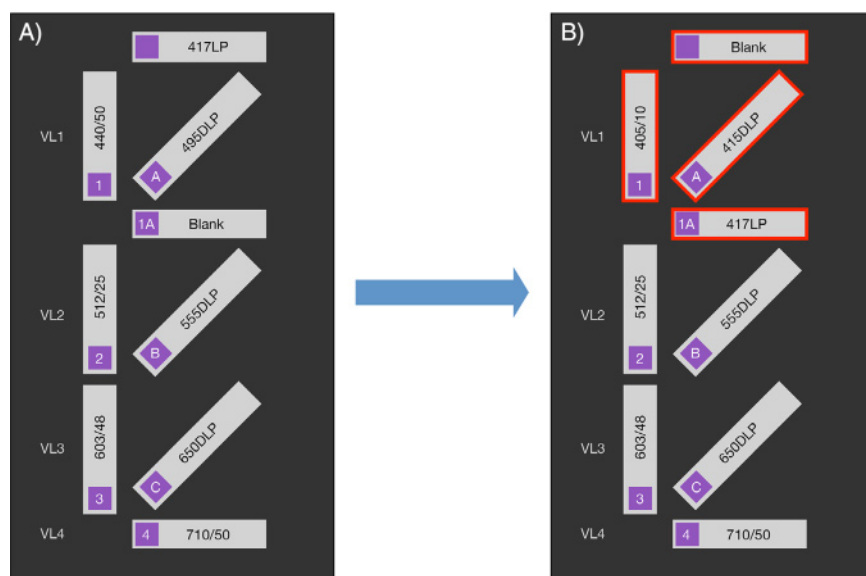 A)
417LP
VL1
440/50
1
495DLP
A
1A
Blank
VL2
512/25
2
555DLP
B
VL3
603/48
3
650DLP
C
VL4
4
710/50
B)
Blank
VL1
405/10
1
415DLP
A
1A
417LP
VL2
512/25
2
555DLP
B
VL3
603/48
3
650DLP
C
VL4
4
710/50